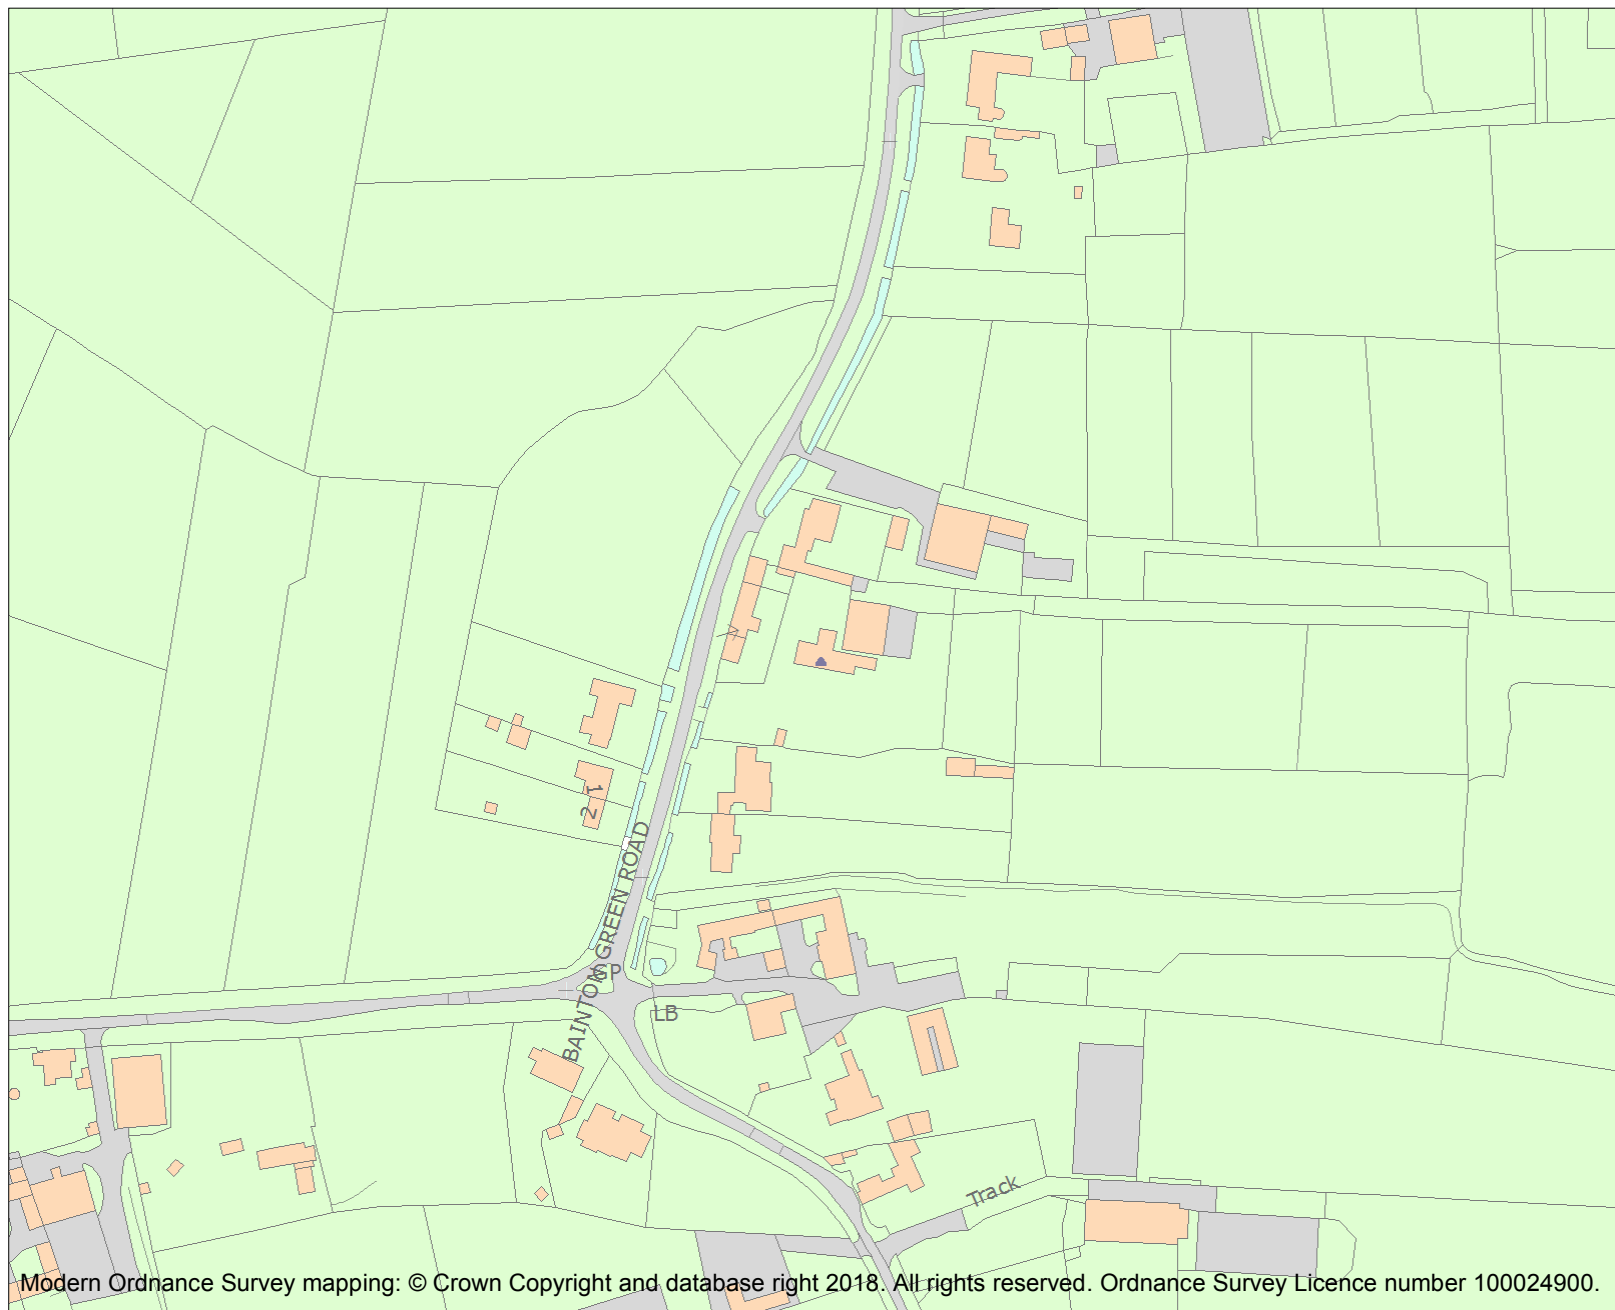 1
2
BAINTON GREEN ROAD
GP
LB
Track
Modern Ordnance Survey mapping: © Crown Copyright and database right 2018. All rights reserved. Ordnance Survey Licence number 100024900.